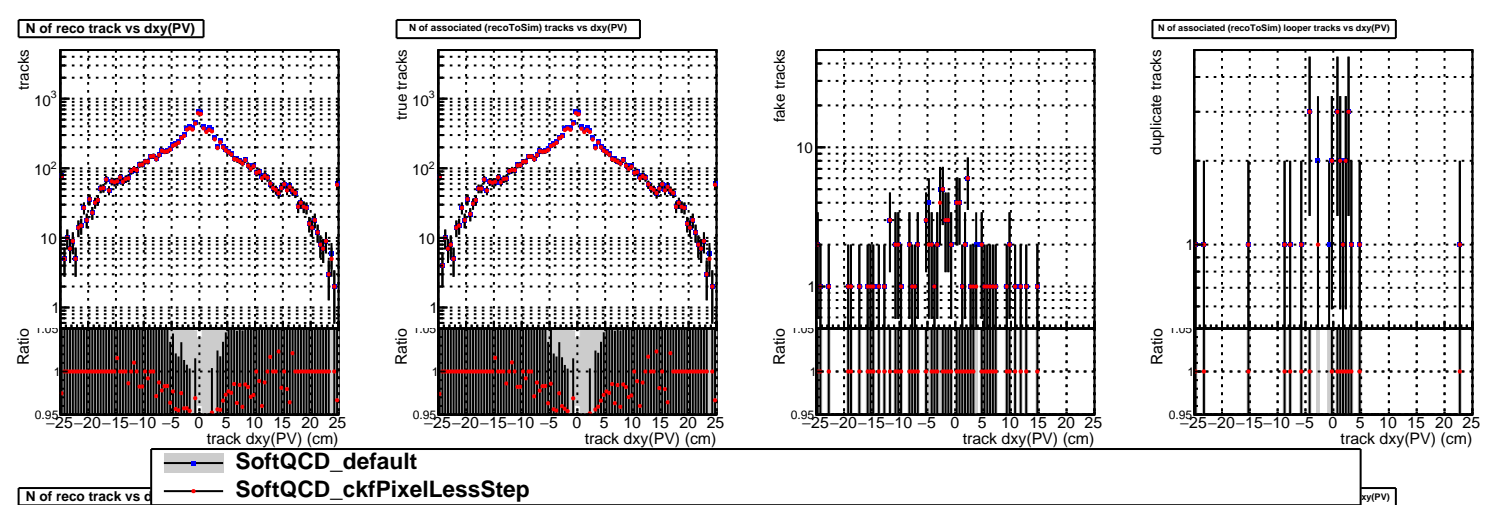 N of reco track vs dxy(PV)
N of associated (recoToSim) tracks vs dxy(PV)
N of associated (recoToSim) looper tracks vs dxy(PV)
tracks
10³
10²
10
1
true tracks
10³
10²
10
1
fake tracks
10
1
duplicate tracks
1
Ratio
1.05
1
0.95
Ratio
1.05
1
0.95
Ratio
1.05
1
0.95
Ratio
1.05
1
0.95
−25 −20 −15 −10 −5 0 5 10 15 20 25
−25 −20 −15 −10 −5 0 5 10 15 20 25
−25 −20 −15 −10 −5 0 5 10 15 20 25
−25 −20 −15 −10 −5 0 5 10 15 20 25
track dxy(PV) (cm)
track dxy(PV) (cm)
track dxy(PV) (cm)
track dxy(PV) (cm)
SoftQCD_default
SoftQCD_ckfPixelLessStep
N of reco track vs d
xy(PV)